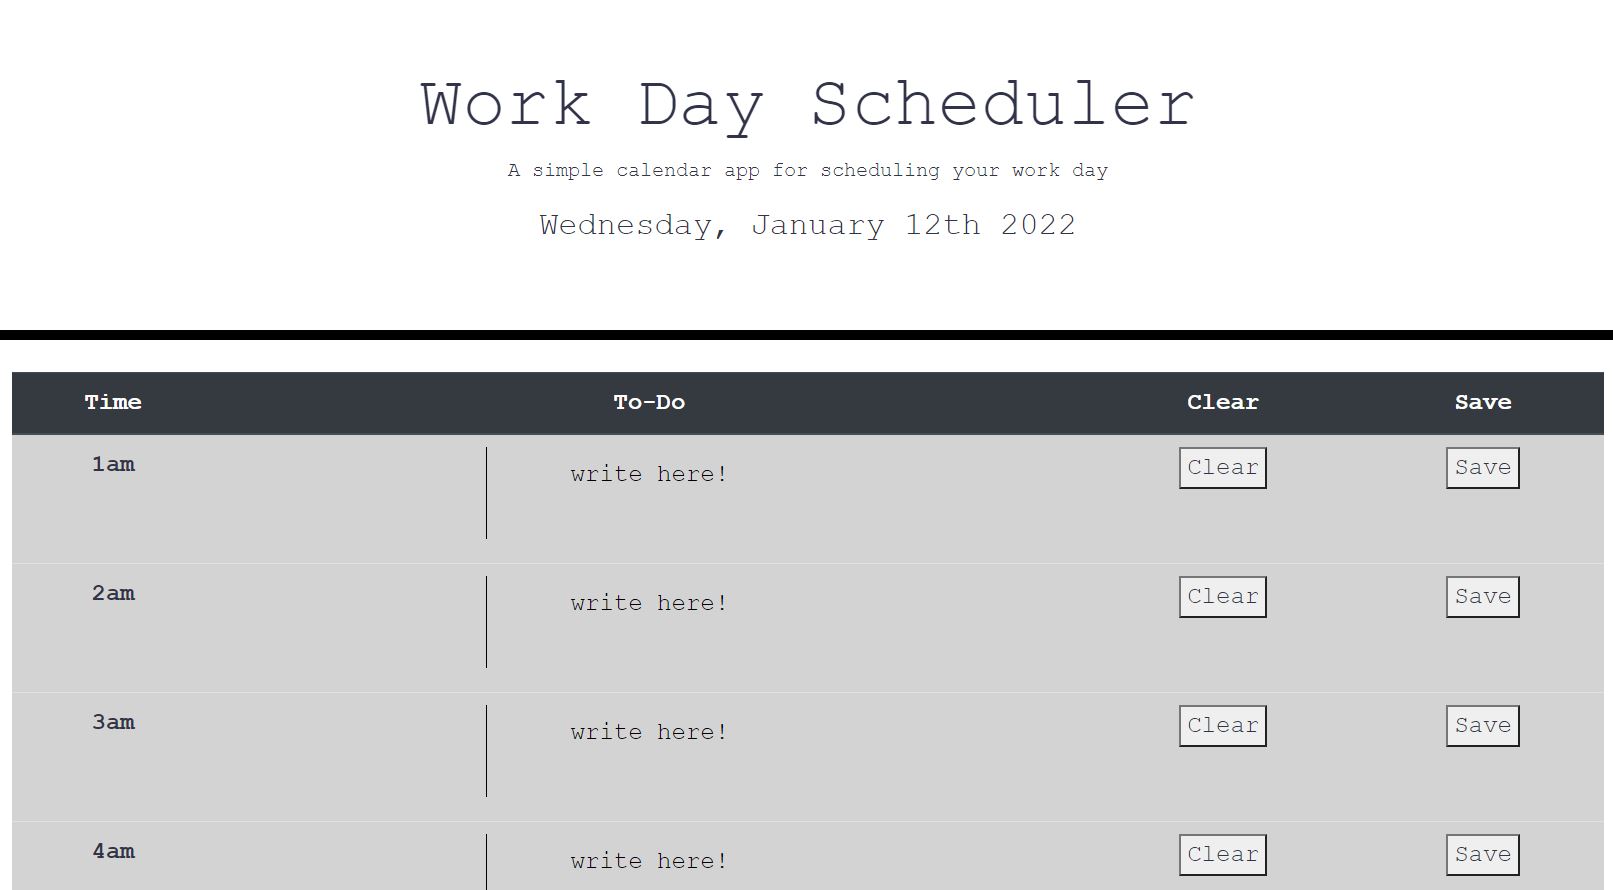 Work Day Scheduler
A simple calendar app for scheduling your work day
Wednesday, January 12th 2022
Time To-Do Clear Save
1am write here! Clear Save
2am write here! Clear Save
3am write here! Clear Save
4am write here! Clear Save